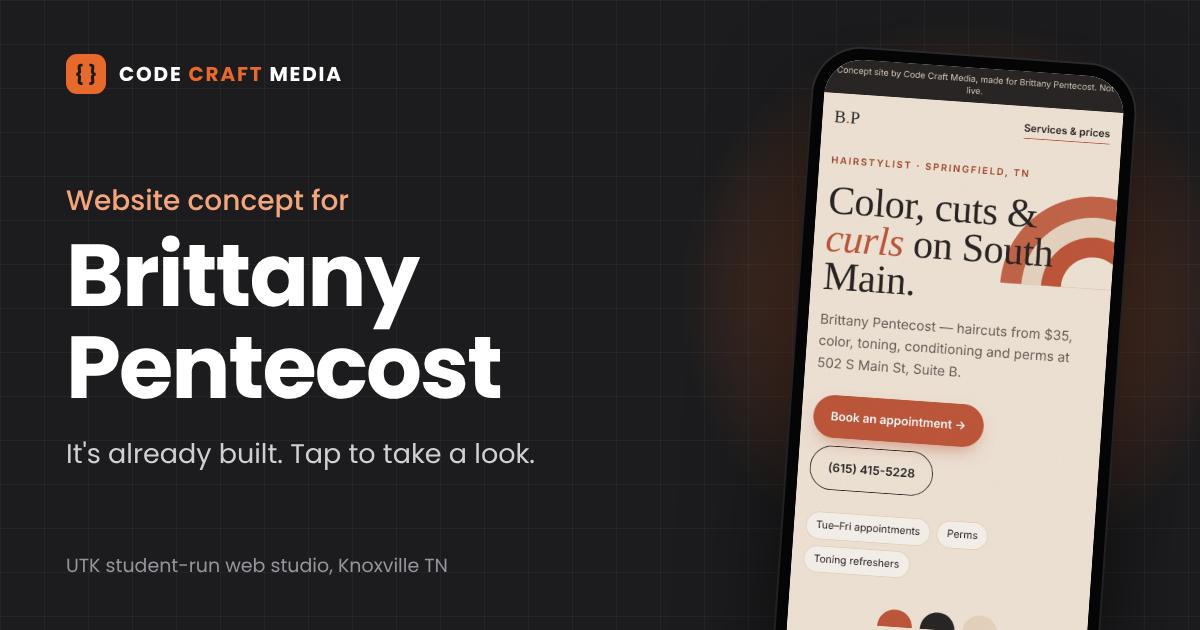 { } CODE CRAFT MEDIA
Website concept for
Brittany
Pentecost
It's already built. Tap to take a look.
UTK student-run web studio, Knoxville TN
Concept site by Code Craft Media, made for Brittany Pentecost. Not
live.
B.P
Services & prices
HAIRSTYLIST · SPRINGFIELD, TN
Color, cuts &
curls on South
Main.
Brittany Pentecost — haircuts from $35,
color, toning, conditioning and perms at
502 S Main St, Suite B.
Book an appointment →
(615) 415-5228
Tue–Fri appointments
Perms
Toning refreshers